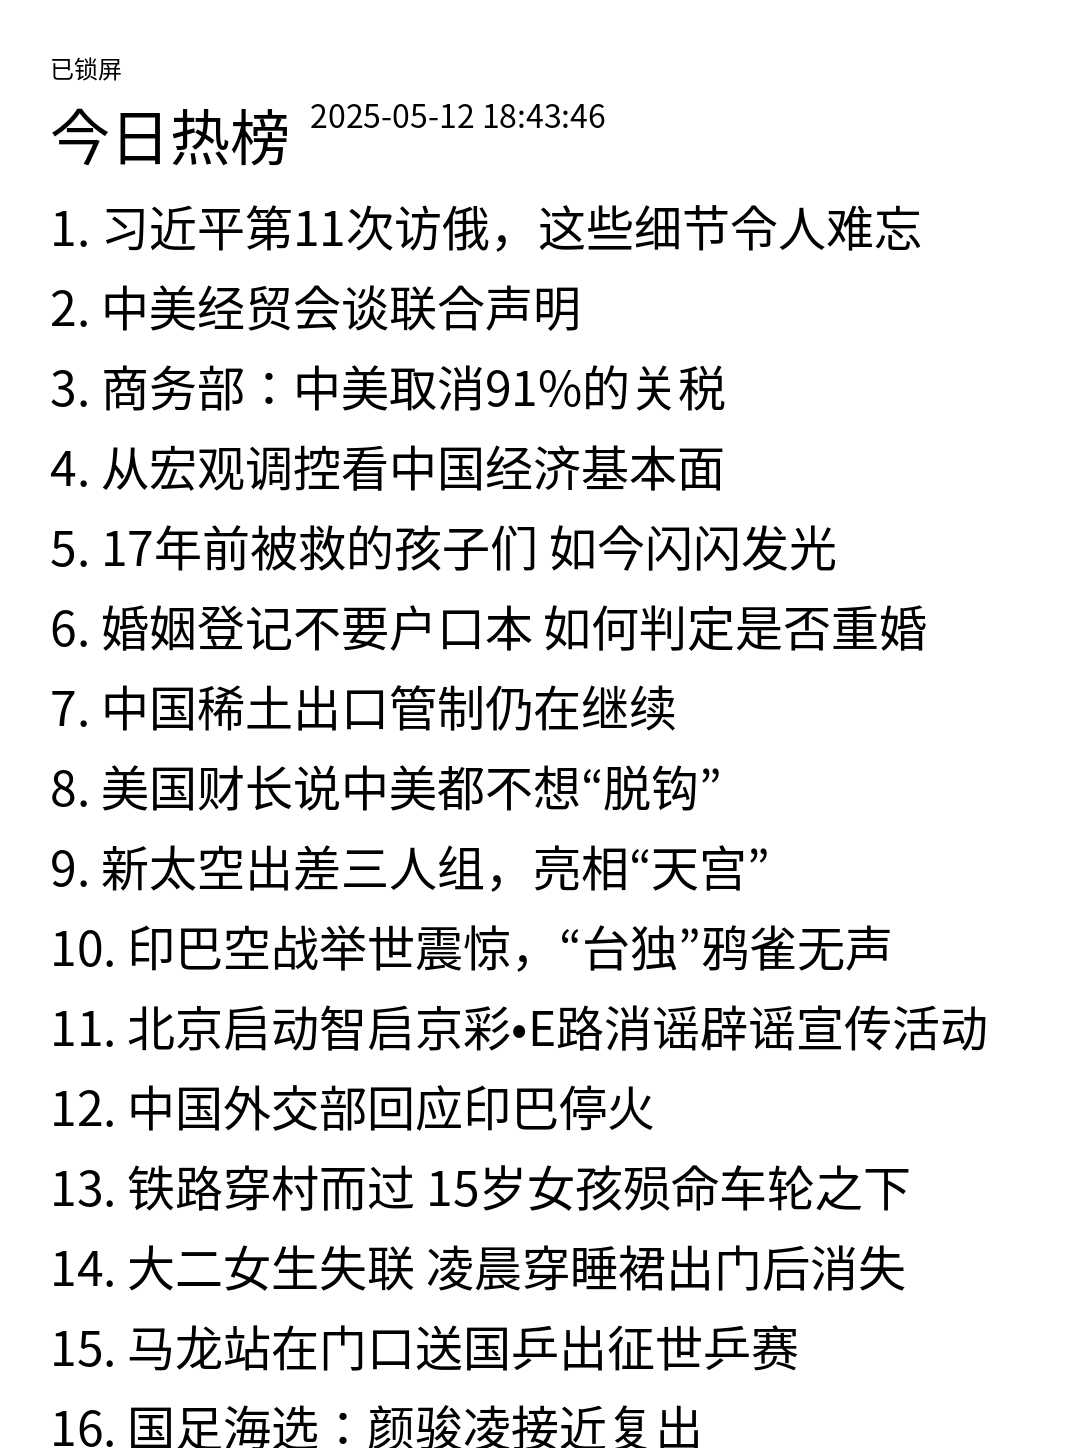 已锁屏
今日热榜 2025-05-12 18:43:46
1. 习近平第11次访俄，这些细节令人难忘
2. 中美经贸会谈联合声明
3. 商务部：中美取消91%的关税
4. 从宏观调控看中国经济基本面
5. 17年前被救的孩子们 如今闪闪发光
6. 婚姻登记不要户口本 如何判定是否重婚
7. 中国稀土出口管制仍在继续
8. 美国财长说中美都不想“脱钩”
9. 新太空出差三人组，亮相“天宫”
10. 印巴空战举世震惊，“台独”鸦雀无声
11. 北京启动智启京彩•E路消谣辟谣宣传活动
12. 中国外交部回应印巴停火
13. 铁路穿村而过 15岁女孩殒命车轮之下
14. 大二女生失联 凌晨穿睡裙出门后消失
15. 马龙站在门口送国乒出征世乒赛
16. 国足海选：颜骏凌接近复出